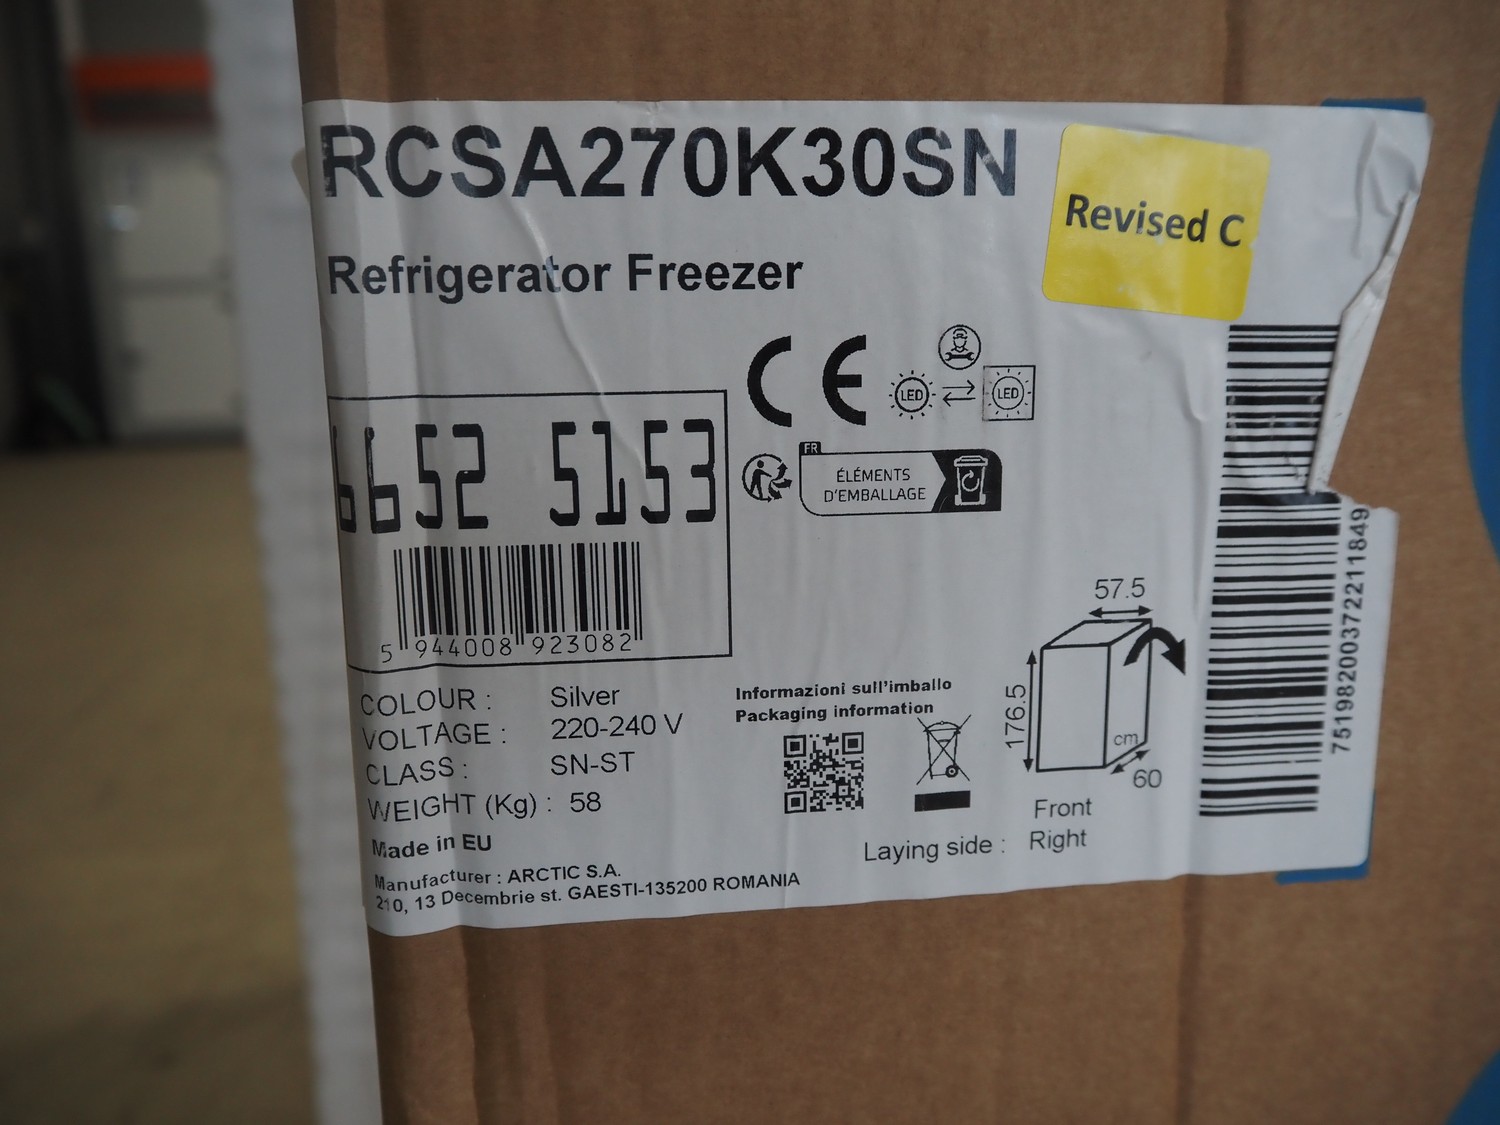 RCSA270K30SN
Revised C
Refrigerator Freezer
CE
LED
LED
6652 5153
FR
ÉLÉMENTS
D'EMBALLAGE
5 944008 923082
75198200372211849
COLOUR : Silver
VOLTAGE : 220-240 V
CLASS : SN-ST
WEIGHT (Kg) : 58
Made in EU
Manufacturer : ARCTIC S.A.
210, 13 Decembrie st. GAESTI-135200 ROMANIA
Informazioni sull'imballo
Packaging information
57.5
176.5
cm
60
Front
Laying side : Right